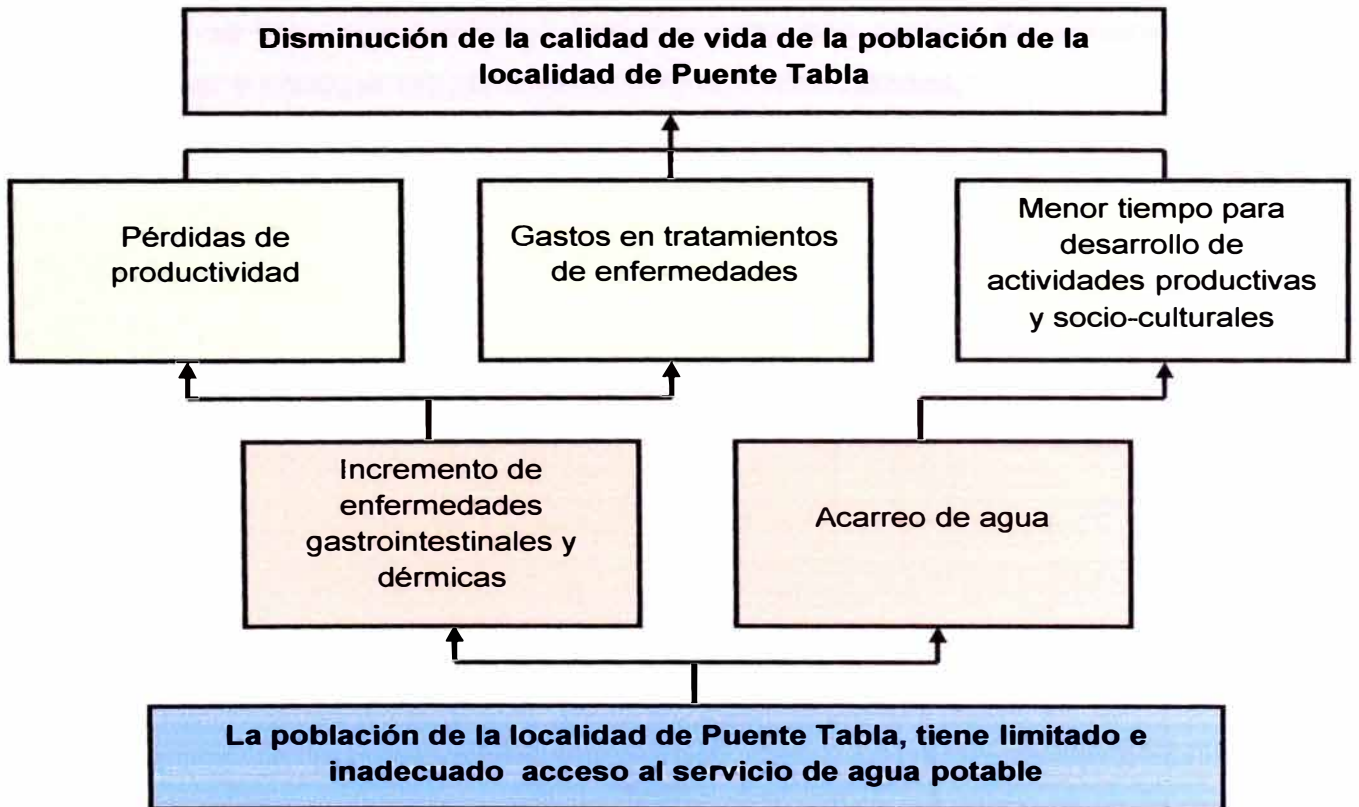 Disminución de la calidad de vida de la población de la
localidad de Puente Tabla
Pérdidas de
productividad
Gastos en tratamientos
de enfermedades
Menor tiempo para
desarrollo de
actividades productivas
y socio-culturales
Incremento de
enfermedades
gastrointestinales y
dérmicas
Acarreo de agua
La población de la localidad de Puente Tabla, tiene limitado e
inadecuado acceso al servicio de agua potable